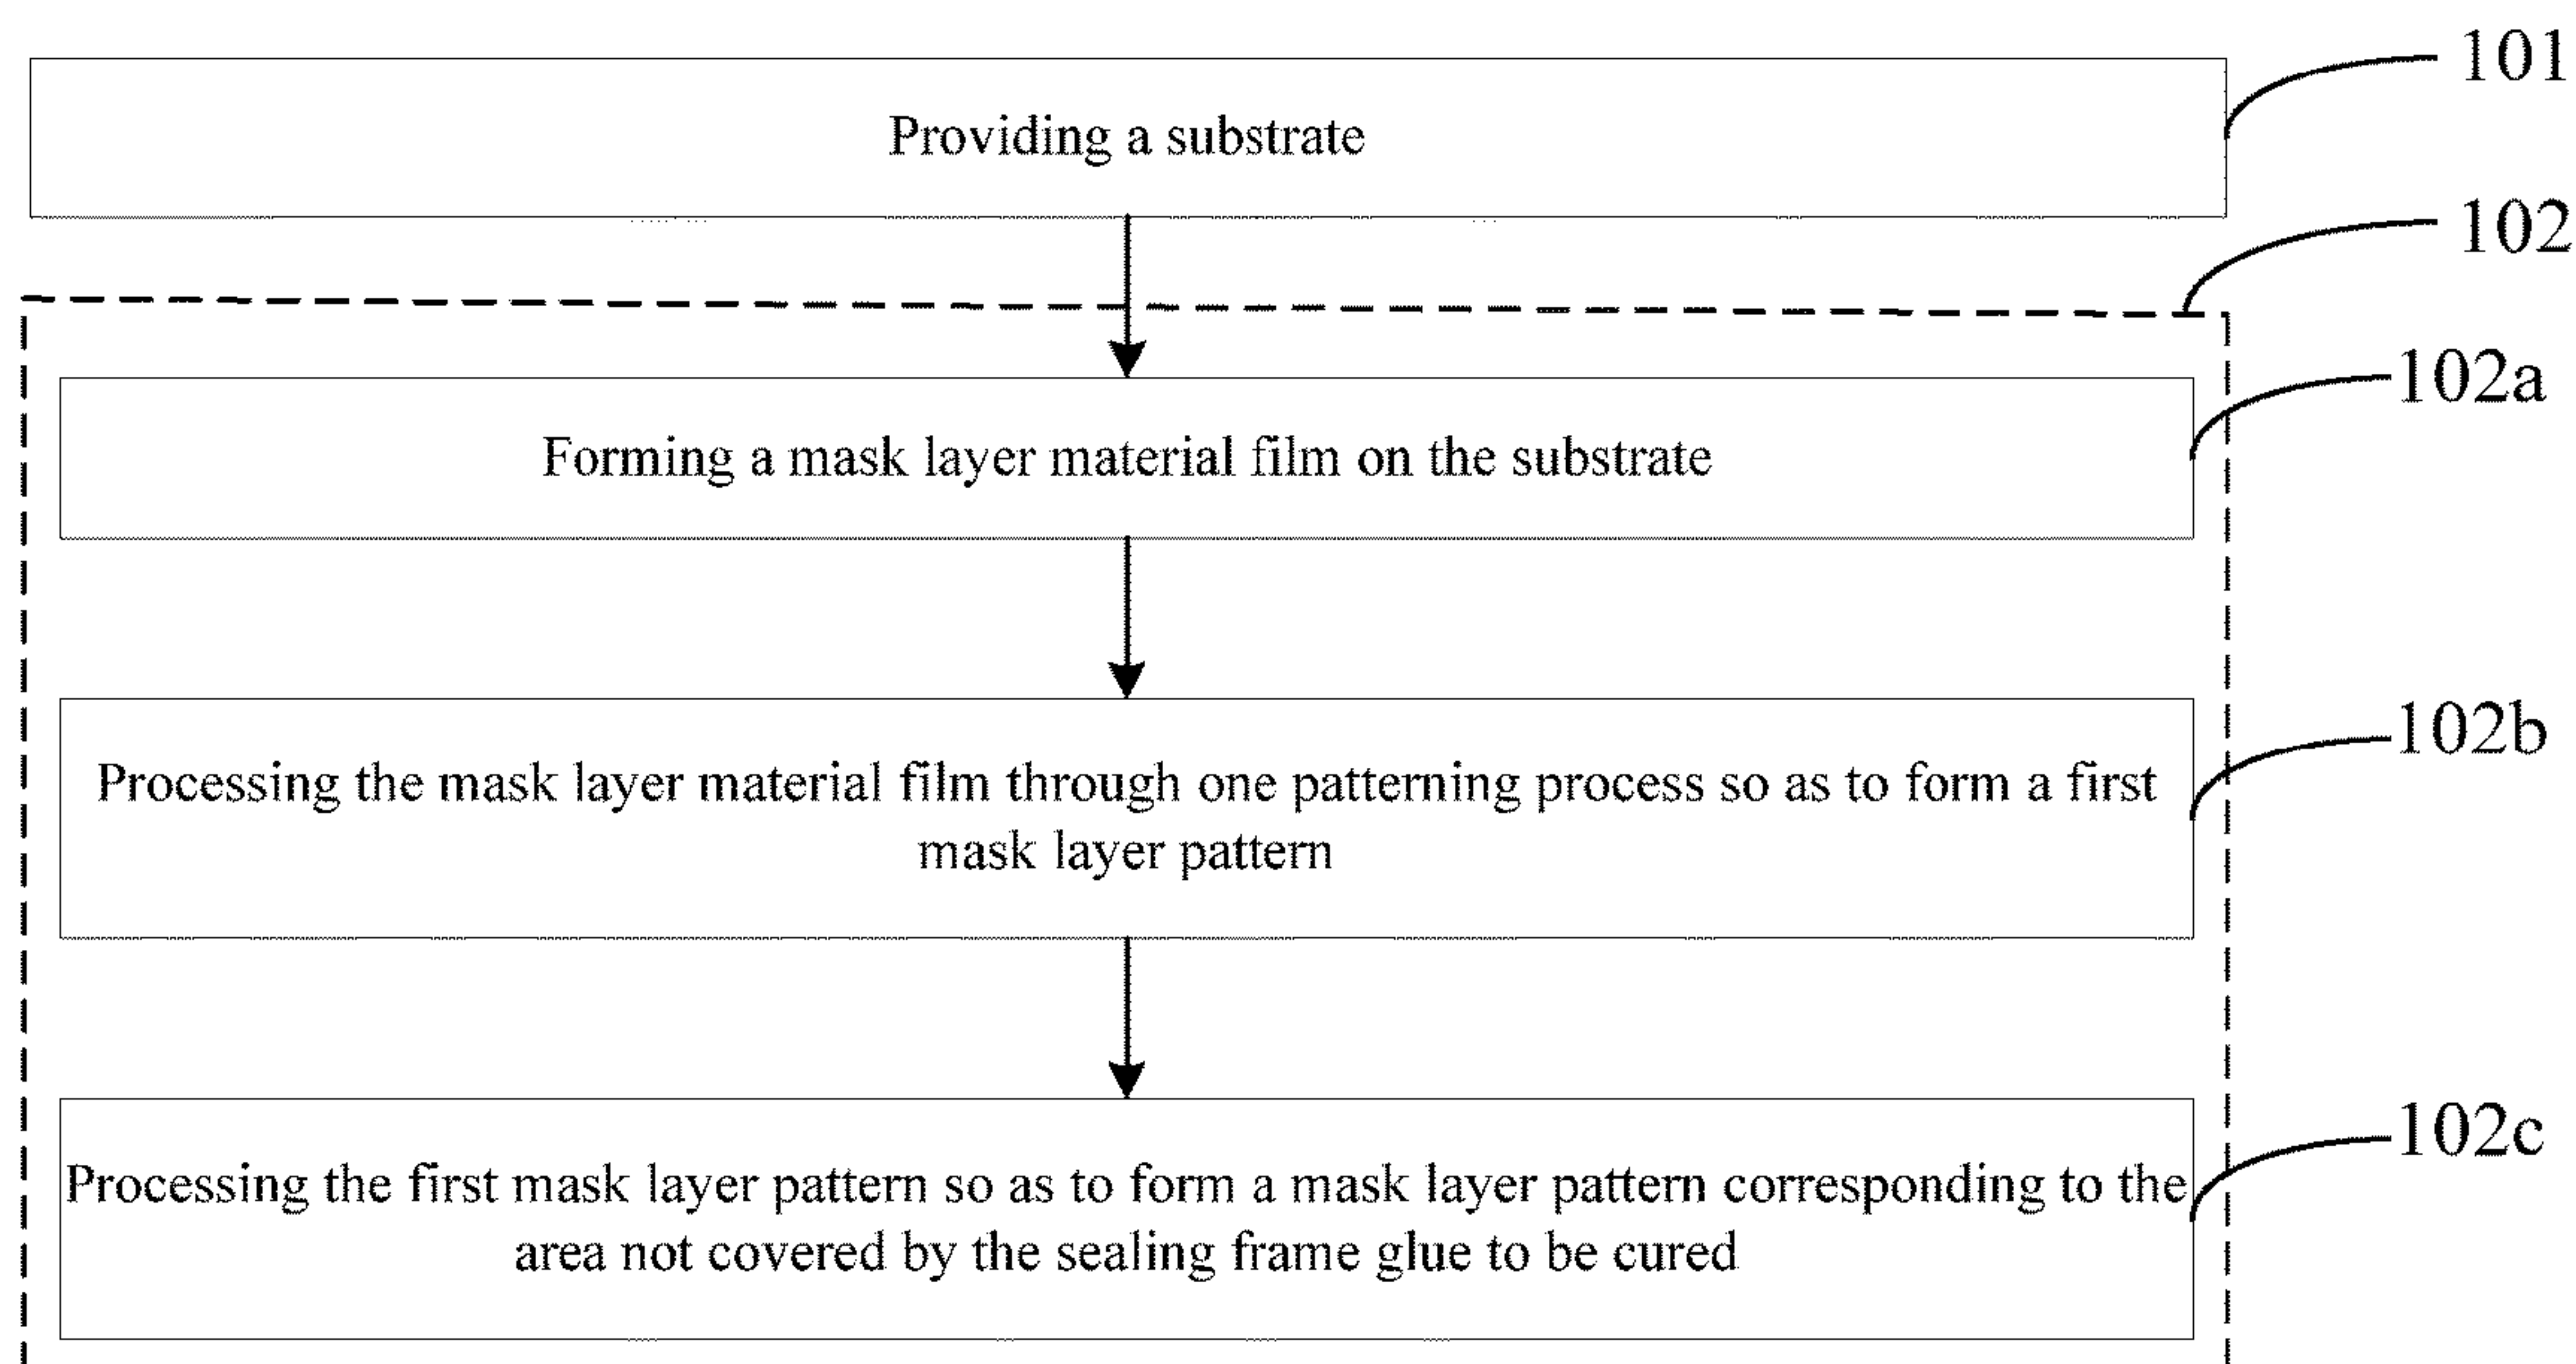 101
Providing a substrate
102
102a
Forming a mask layer material film on the substrate
102b
Processing the mask layer material film through one patterning process so as to form a first
mask layer pattern
102c
Processing the first mask layer pattern so as to form a mask layer pattern corresponding to the
area not covered by the sealing frame glue to be cured